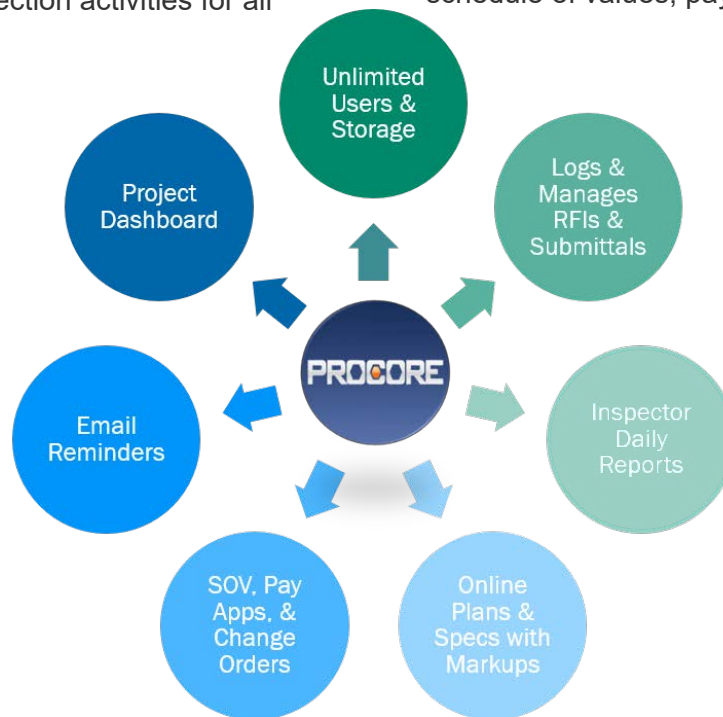 ection activities for all
schedule of values, pay
Unlimited
Users &
Storage
Logs &
Manages
RFIs &
Submittals
Inspector
Daily
Reports
Online
Plans &
Specs with
Markups
SOV, Pay
Apps, &
Change
Orders
Email
Reminders
Project
Dashboard
PROCORE